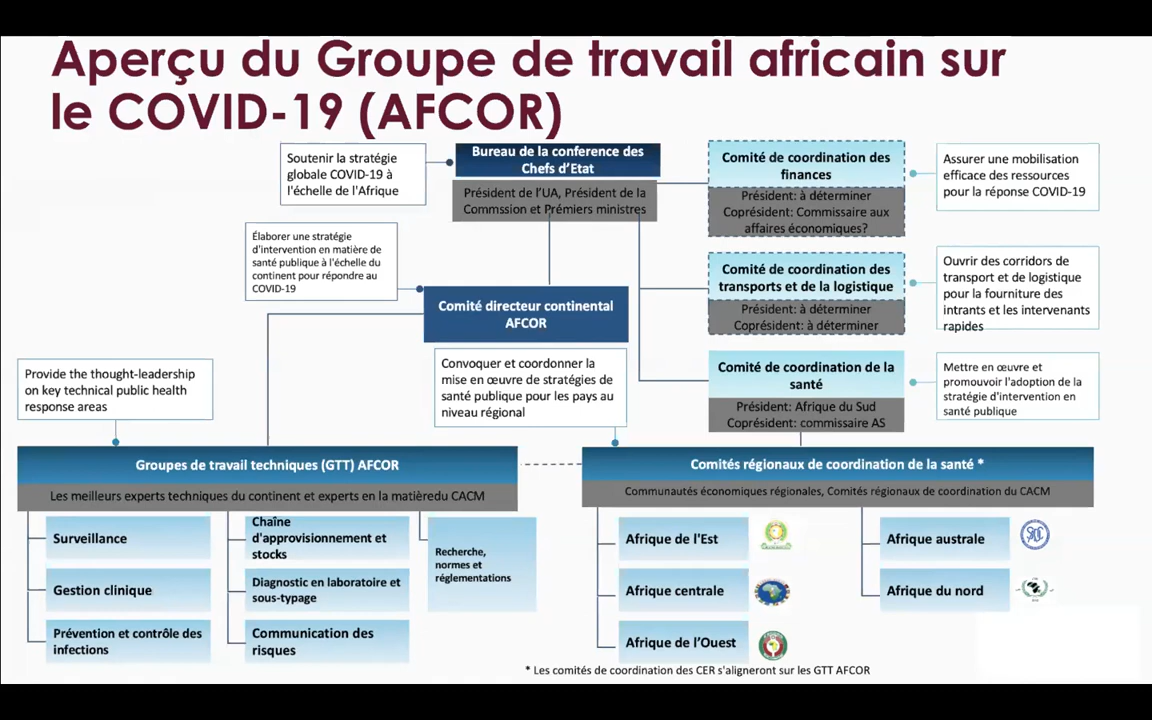 Aperçu du Groupe de travail africain sur
le COVID-19 (AFCOR)
Soutenir la stratégie
globale COVID-19 à
l'échelle de l'Afrique
Bureau de la conference des
Chefs d'Etat
Président de l'UA, Président de la
Commssion et Prémiers ministres
Comité de coordination des
finances
Président: à déterminer
Coprésident: Commissaire aux
affaires économiques?
Assurer une mobilisation
efficace des ressources
pour la réponse COVID-19
Élaborer une stratégie
d'intervention en matière de
santé publique à l'échelle du
continent pour répondre au
COVID-19
Comité directeur continental
AFCOR
Comité de coordination des
transports et de la logistique
Président: à déterminer
Coprésident: à déterminer
Ouvrir des corridors de
transport et de logistique
pour la fourniture des
intrants et les intervenants
rapides
Provide the thought-leadership
on key technical public health
response areas
Convoquer et coordonner la
mise en œuvre de stratégies de
santé publique pour les pays au
niveau régional
Comité de coordination de la
santé
Président: Afrique du Sud
Coprésident: commissaire AS
Mettre en œuvre et
promouvoir l'adoption de la
stratégie d'intervention en
santé publique
Groupes de travail techniques (GTT) AFCOR
Les meilleurs experts techniques du continent et experts en la matièredu CACM
Surveillance
Gestion clinique
Prévention et contrôle des
infections
Chaîne
d'approvisionnement et
stocks
Diagnostic en laboratoire et
sous-typage
Communication des
risques
Recherche,
normes et
réglementations
Comités régionaux de coordination de la santé *
Communautés économiques régionales, Comités régionaux de coordination du CACM
Afrique de l'Est
Afrique centrale
Afrique de l'Ouest
Afrique australe
Afrique du nord
* Les comités de coordination des CER s'aligneront sur les GTT AFCOR